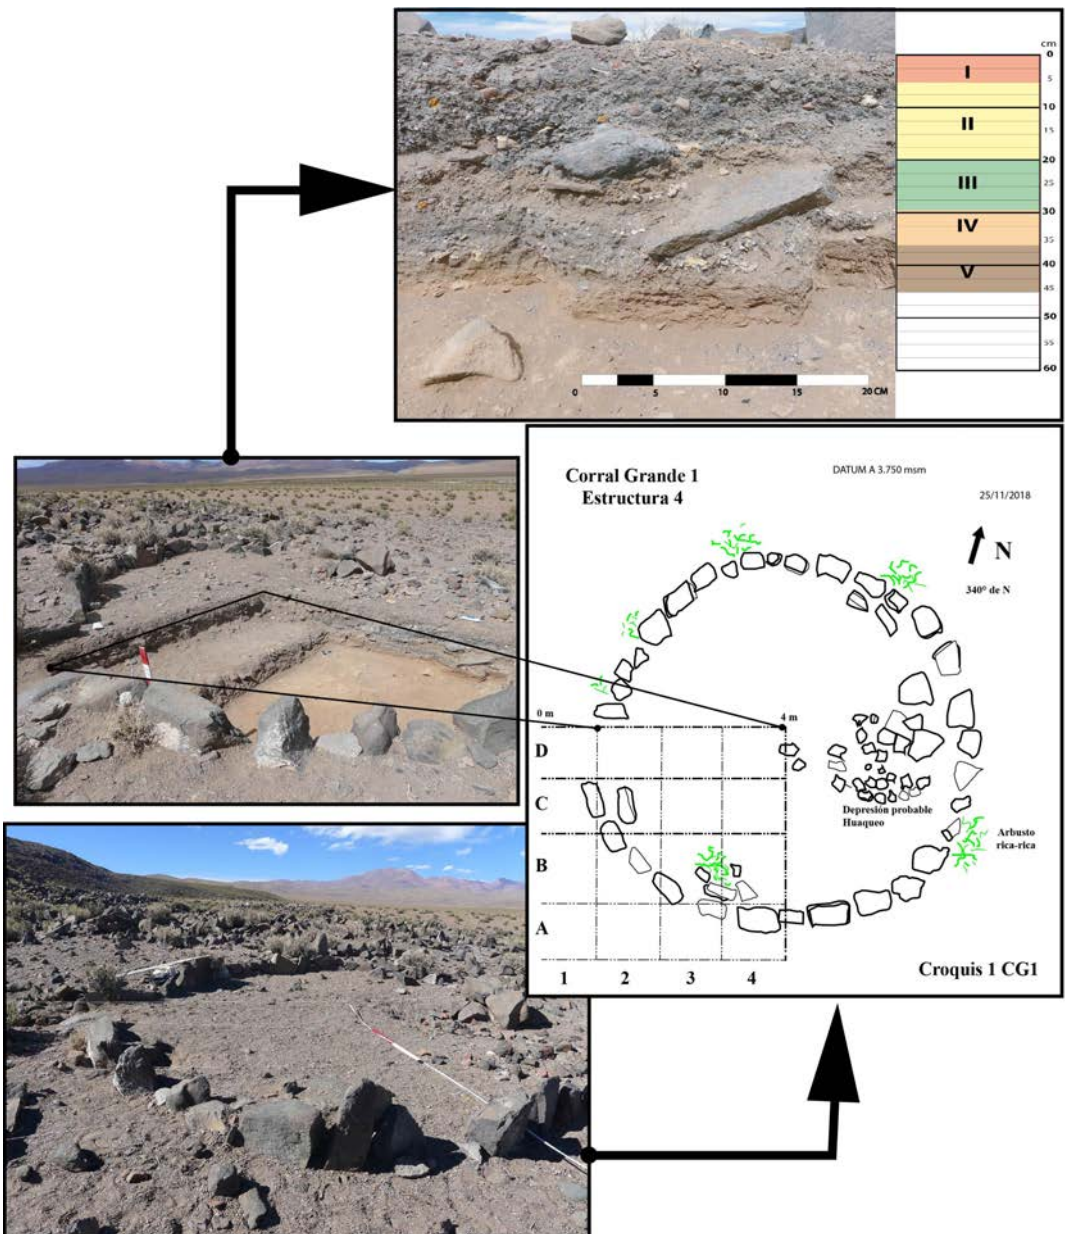 cm
0
I
5
10
II
15
20
III
25
30
IV
35
40
V
45
50
55
60
0 5 10 15 20 CM
Corral Grande 1
Estructura 4
DATUM A 3.750 msm
25/11/2018
N
340° de N
0 m 4 m
D
C
B
A
1 2 3 4
Depresión probable
Huaqueo
Arbusto
rica-rica
Croquis 1 CG1